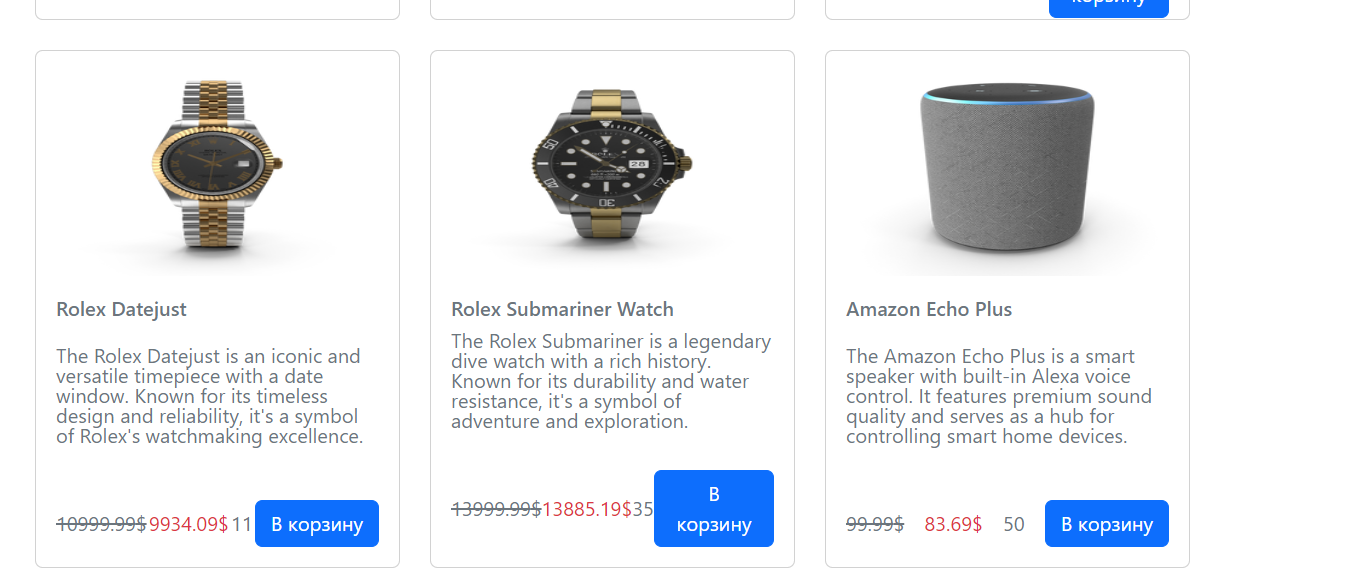 корзину
Rolex Datejust
The Rolex Datejust is an iconic and
versatile timepiece with a date
window. Known for its timeless
design and reliability, it's a symbol
of Rolex's watchmaking excellence.
10999.99$ 9934.09$ 11 В корзину
Rolex Submariner Watch
The Rolex Submariner is a legendary
dive watch with a rich history.
Known for its durability and water
resistance, it's a symbol of
adventure and exploration.
13999.99$ 13885.19$ 35 В
корзину
Amazon Echo Plus
The Amazon Echo Plus is a smart
speaker with built-in Alexa voice
control. It features premium sound
quality and serves as a hub for
controlling smart home devices.
99.99$ 83.69$ 50 В корзину